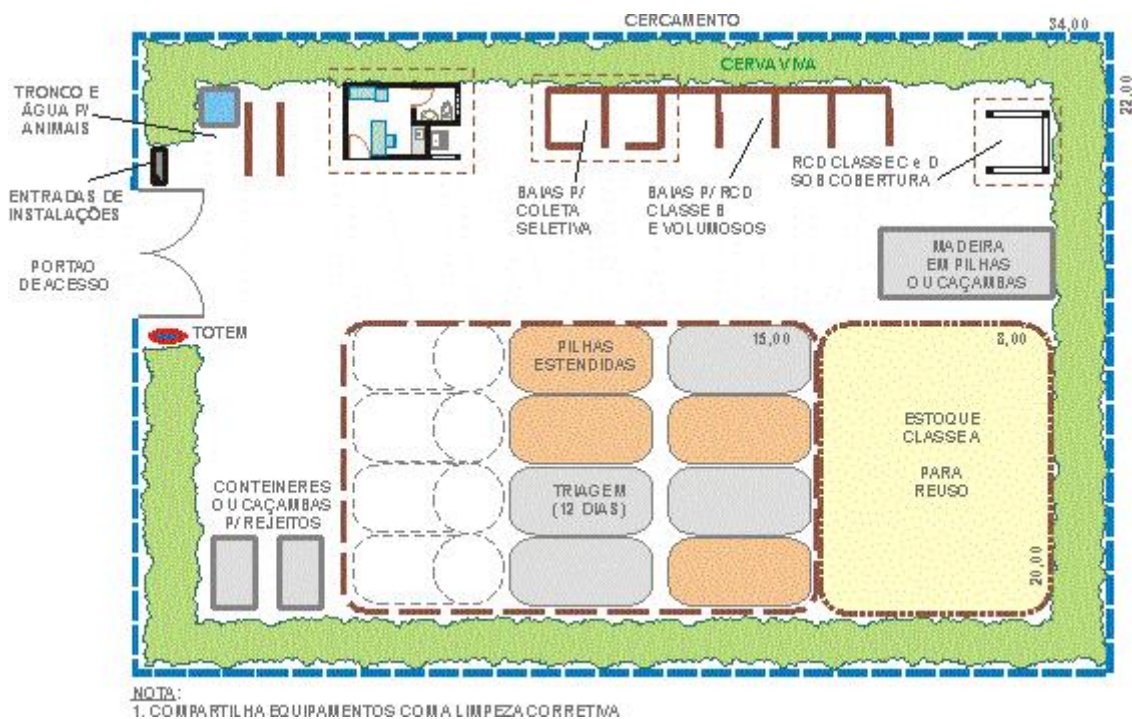 CERCAMENTO
34,00
22,00
CERVA VIVA
TRONCO E
ÁGUA P/
ANIMAIS
ENTRADAS DE
INSTALAÇÕES
PORTAO
DE ACESSO
TOTEM
BAIAS P/
COLETA
SELETIVA
BAIAS P/ RCD
CLASSE B
E VOLUMOSOS
RCD CLASSE C e D
SOB COBERTURA
MADEIRA
EM PILHAS
OU CAÇAMBAS
PILHAS
ESTENDIDAS
15,00
8,00
ESTOQUE
CLASSE A
PARA
REUSO
20,00
TRIAGEM
(12 DIAS)
CONTEINERES
OU CAÇAMBAS
P/ REJEITOS
NOTA:
1. COMPARTILHA EQUIPAMENTOS COM A LIMPEZA CORRETIVA